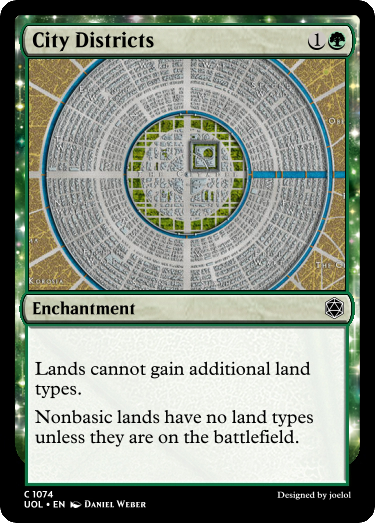 City Districts
1
Enchantment
Lands cannot gain additional land
types.
Nonbasic lands have no land types
unless they are on the battlefield.
C 1074
UOL • EN Daniel Weber
Designed by joelol